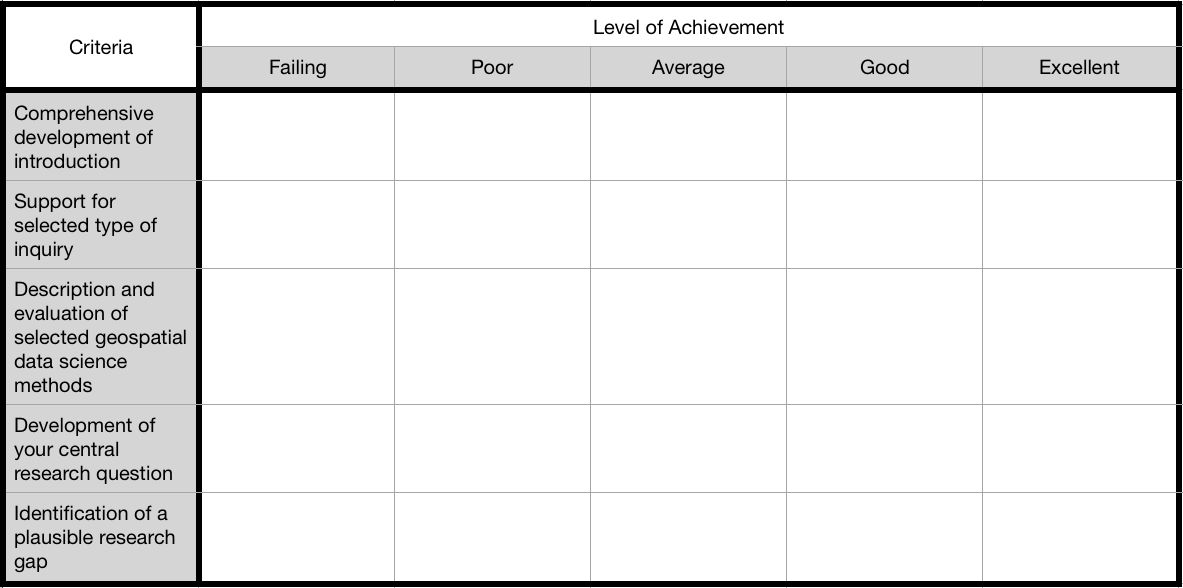 Criteria
Level of Achievement
Failing
Poor
Average
Good
Excellent
Comprehensive
development of
introduction
Support for
selected type of
inquiry
Description and
evaluation of
selected geospatial
data science
methods
Development of
your central
research question
Identification of a
plausible research
gap